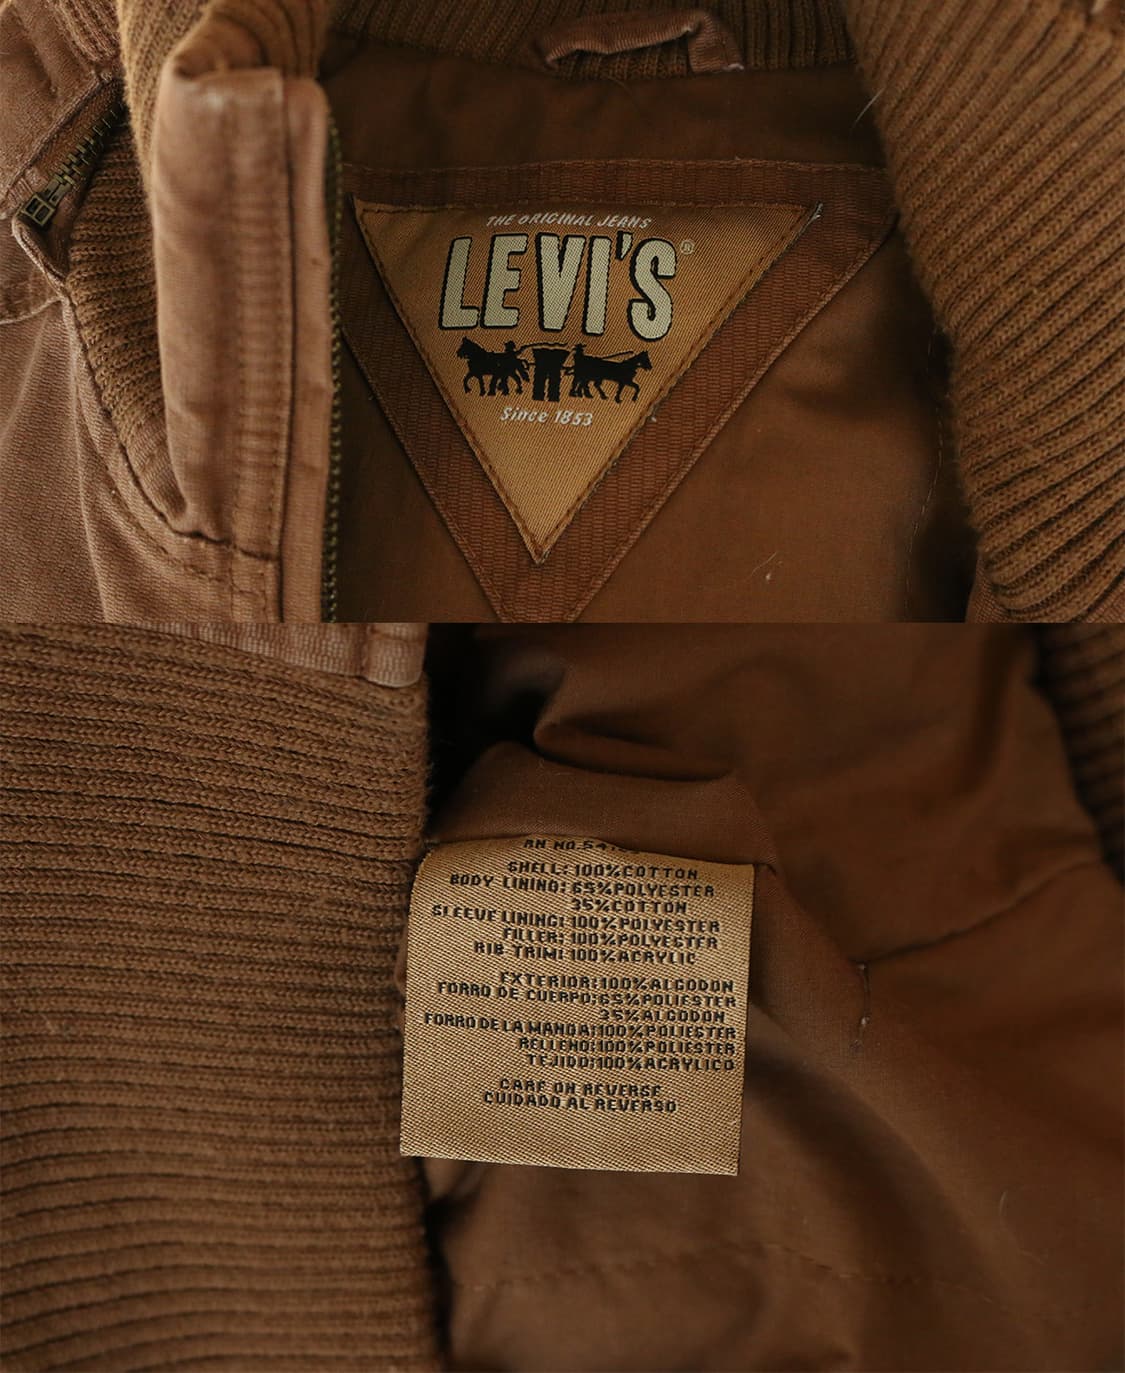 THE ORIGINAL JEANS
LEVI'S®
Since 1853
RN NO.
SHELL: 100%COTTON
BODY LINING: 65%POLYESTER
35%COTTON
SLEEVE LINING: 100%POLYESTER
FILLER: 100%POLYESTER
RIB TRIM: 100%ACRYLIC
EXTERIOR:100%ALGODON
FORRO DE CUERPO:65%POLIESTER
35%ALGODON
FORRO DE LA MANGA:100%POLIESTER
RELLENO:100%POLIESTER
TEJIDO:100%ACRYLICO
CARE ON REVERSE
CUIDADO AL REVERSO